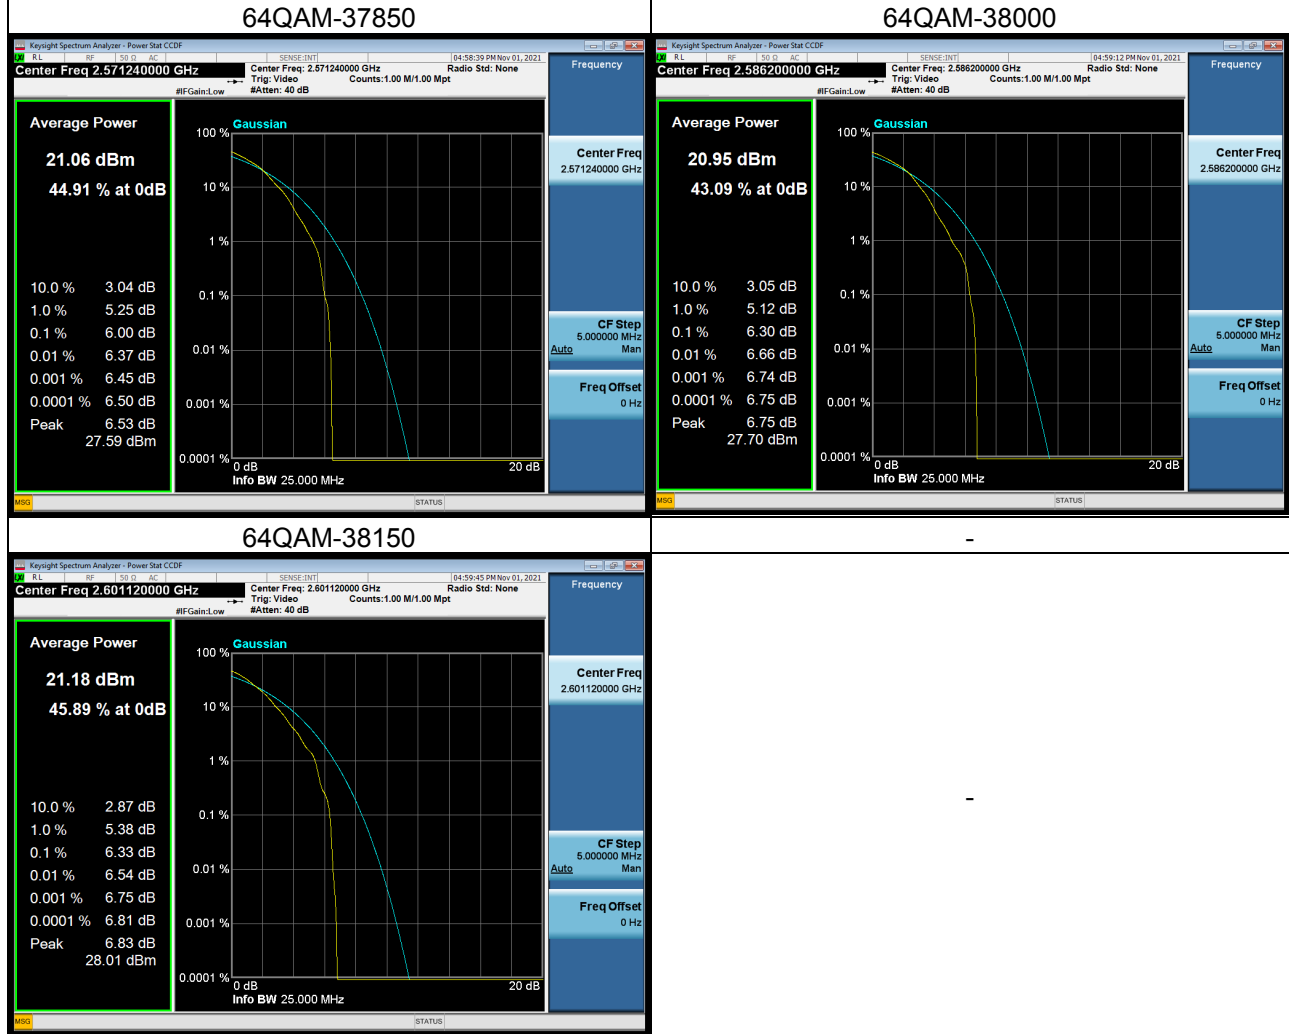 64QAM-37850
64QAM-38000
Keysight Spectrum Analyzer - Power Stat CCDF
RL RF 50 Ω AC SENSE:INT 04:58:39 PM Nov 01, 2021
Center Freq 2.571240000 GHz
Center Freq: 2.571240000 GHz Radio Std: None
Trig: Video Counts:1.00 M/1.00 Mpt
#IFGain:Low #Atten: 40 dB
Frequency
Average Power
21.06 dBm
44.91 % at 0dB
10.0 % 3.04 dB
1.0 % 5.25 dB
0.1 % 6.00 dB
0.01 % 6.37 dB
0.001 % 6.45 dB
0.0001 % 6.50 dB
Peak 6.53 dB
27.59 dBm
Gaussian
100 %
10 %
1 %
0.1 %
0.01 %
0.001 %
0.0001 %
0 dB 20 dB
Info BW 25.000 MHz
Center Freq
2.571240000 GHz
CF Step
5.000000 MHz
Auto Man
Freq Offset
0 Hz
MSG STATUS
Keysight Spectrum Analyzer - Power Stat CCDF
RL RF 50 Ω AC SENSE:INT 04:59:12 PM Nov 01, 2021
Center Freq 2.586200000 GHz
Center Freq: 2.586200000 GHz Radio Std: None
Trig: Video Counts:1.00 M/1.00 Mpt
#IFGain:Low #Atten: 40 dB
Frequency
Average Power
20.95 dBm
43.09 % at 0dB
10.0 % 3.05 dB
1.0 % 5.12 dB
0.1 % 6.30 dB
0.01 % 6.66 dB
0.001 % 6.74 dB
0.0001 % 6.75 dB
Peak 6.75 dB
27.70 dBm
Gaussian
100 %
10 %
1 %
0.1 %
0.01 %
0.001 %
0.0001 %
0 dB 20 dB
Info BW 25.000 MHz
Center Freq
2.586200000 GHz
CF Step
5.000000 MHz
Auto Man
Freq Offset
0 Hz
MSG STATUS
64QAM-38150
-
Keysight Spectrum Analyzer - Power Stat CCDF
RL RF 50 Ω AC SENSE:INT 04:59:45 PM Nov 01, 2021
Center Freq 2.601120000 GHz
Center Freq: 2.601120000 GHz Radio Std: None
Trig: Video Counts:1.00 M/1.00 Mpt
#IFGain:Low #Atten: 40 dB
Frequency
Average Power
21.18 dBm
45.89 % at 0dB
10.0 % 2.87 dB
1.0 % 5.38 dB
0.1 % 6.33 dB
0.01 % 6.54 dB
0.001 % 6.75 dB
0.0001 % 6.81 dB
Peak 6.83 dB
28.01 dBm
Gaussian
100 %
10 %
1 %
0.1 %
0.01 %
0.001 %
0.0001 %
0 dB 20 dB
Info BW 25.000 MHz
Center Freq
2.601120000 GHz
CF Step
5.000000 MHz
Auto Man
Freq Offset
0 Hz
MSG STATUS
-